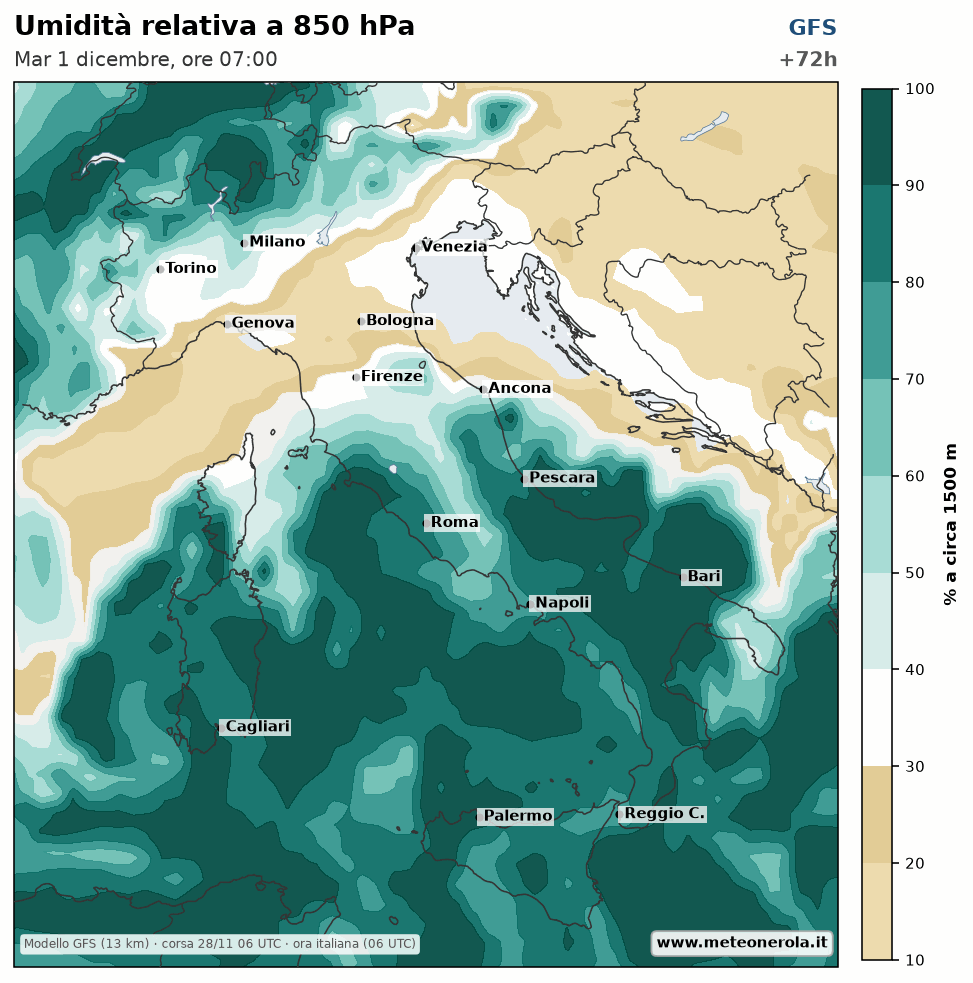 Umidità relativa a 850 hPa
GFS
Mar 1 dicembre, ore 07:00
+72h
Milano
Venezia
Torino
Genova
Bologna
Firenze
Ancona
Pescara
Roma
Bari
Napoli
Cagliari
Palermo
Reggio C.
100
90
80
70
60
50
40
30
20
10
% a circa 1500 m
Modello GFS (13 km) · corsa 28/11 06 UTC · ora italiana (06 UTC)
www.meteonerola.it